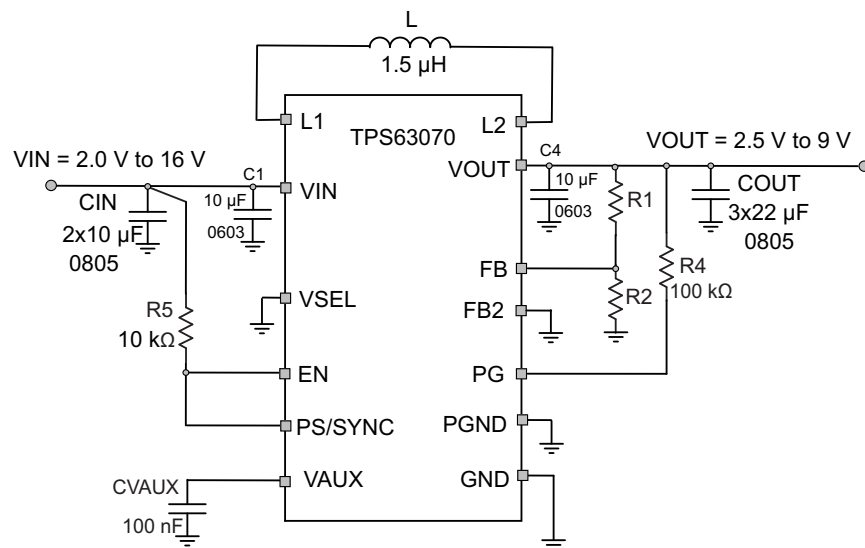 L
1.5 µH
L1
TPS63070
L2
VIN = 2.0 V to 16 V
VOUT = 2.5 V to 9 V
C1
C4
VIN
VOUT
CIN
2x10 µF
0805
10 µF
0603
10 µF
0603
R1
COUT
3x22 µF
0805
FB
R4
100 kΩ
R2
VSEL
FB2
R5
10 kΩ
EN
PG
PS/SYNC
PGND
CVAUX
100 nF
VAUX
GND